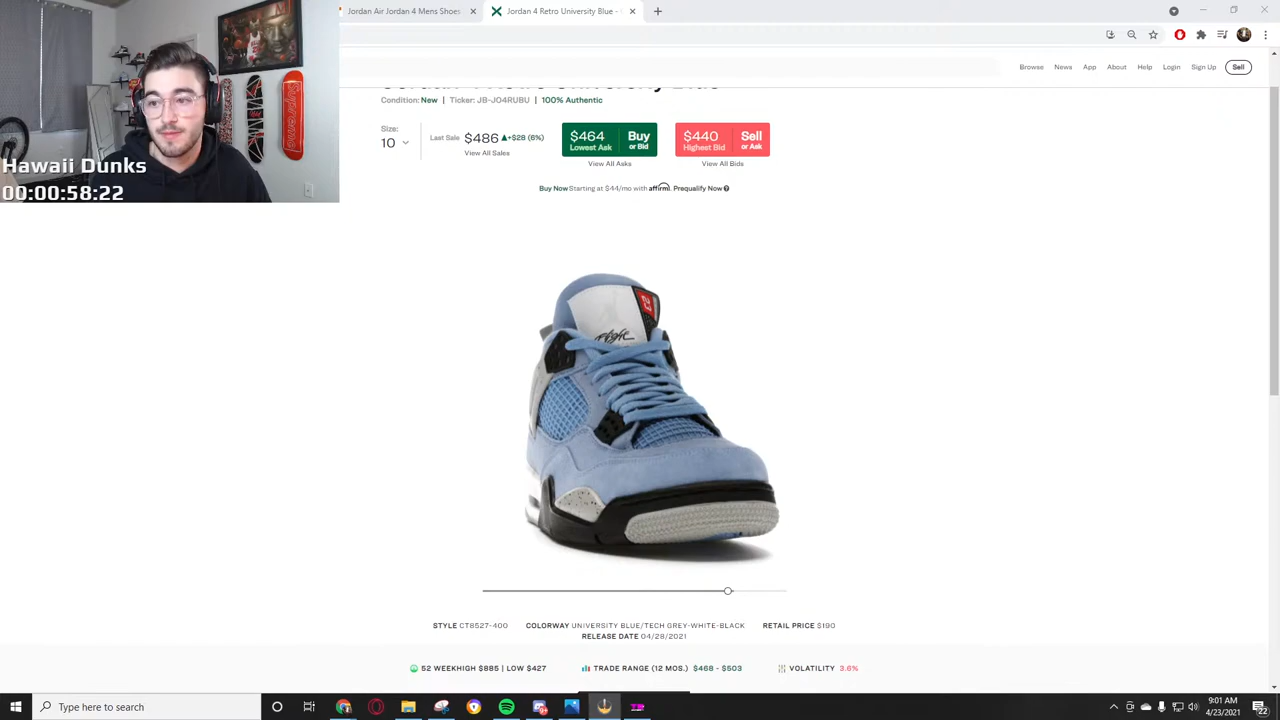 Jordan Air Jordan 4 Mens Shoes
Jordan 4 Retro University Blue -
Browse News App About Help Login Sign Up Sell
Condition: New | Ticker: JB-JO4RUBU | 100% Authentic
Size:
10
Last Sale $486 ▲+$28 (6%)
View All Sales
$464 Buy
Lowest Ask or Bid
View All Asks
$440 Sell
Highest Bid or Ask
View All Bids
Buy Now Starting at $44/mo with affirm. Prequalify Now
Hawaii Dunks
00:00:58:22
Supreme
23
Flight
STYLE CT8527-400 COLORWAY UNIVERSITY BLUE/TECH GREY-WHITE-BLACK RETAIL PRICE $190
RELEASE DATE 04/28/2021
52 WEEKHIGH $885 | LOW $427 TRADE RANGE (12 MOS.) $468 - $503 VOLATILITY 3.6%
Type here to search
9:01 AM
4/23/2021